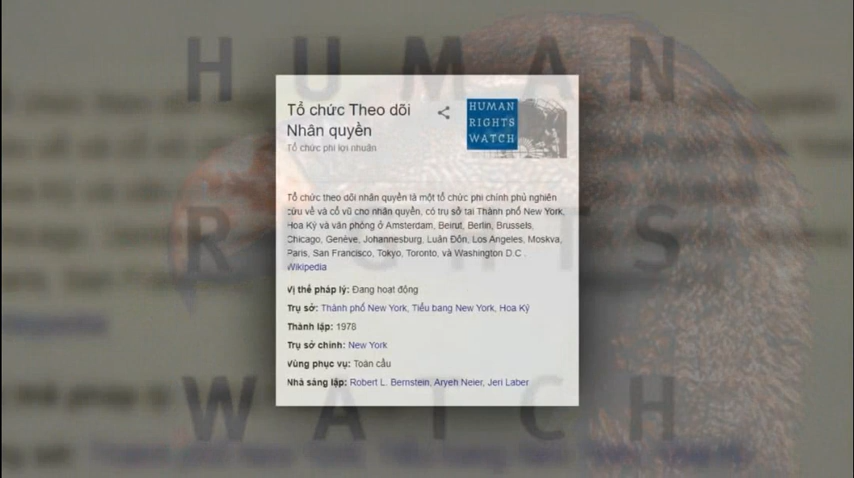 HUMAN
Tổ chức Theo dõi
Nhân quyền
Tổ chức phi lợi nhuận
HUMAN
RIGHTS
WATCH
Tổ chức theo dõi nhân quyền là một tổ chức phi chính phủ nghiên
cứu về và cổ vũ cho nhân quyền, có trụ sở tại Thành phố New York,
Hoa Kỳ và văn phòng ở Amsterdam, Beirut, Berlin, Brussels,
Chicago, Genève, Johannesburg, Luân Đôn, Los Angeles, Moskva,
Paris, San Francisco, Tokyo, Toronto, và Washington D.C .
Wikipedia
Vị thế pháp lý: Đang hoạt động
Trụ sở: Thành phố New York, Tiểu bang New York, Hoa Kỳ
Thành lập: 1978
Trụ sở chính: New York
Vùng phục vụ: Toàn cầu
Nhà sáng lập: Robert L. Bernstein, Aryeh Neier, Jeri Laber
RIGHTS
WATCH